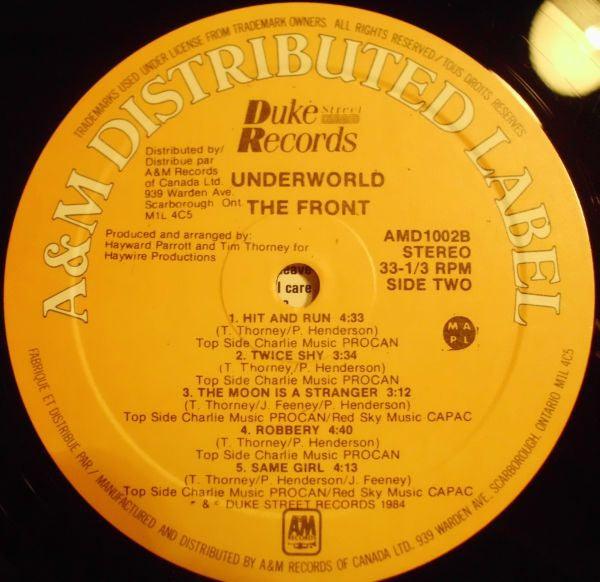 TRADEMARKS USED UNDER LICENSE FROM TRADEMARK OWNERS. ALL RIGHTS RESERVED/TOUS DROITS RESERVES
A&M DISTRIBUTED LABEL
Duke Street
Records
Distributed by/
Distribue par
A&M Records
of Canada Ltd.
939 Warden Ave.
Scarborough Ont.
M1L 4C5
UNDERWORLD
THE FRONT
Produced and arranged by:
Hayward Parrott and Tim Thorney for
Haywire Productions
AMD1002B
STEREO
33-1/3 RPM
SIDE TWO
I care
MAPL
1. HIT AND RUN 4:33
(T. Thorney/P. Henderson)
Top Side Charlie Music PROCAN
2. TWICE SHY 3:34
(T. Thorney/P. Henderson)
Top Side Charlie Music PROCAN
3. THE MOON IS A STRANGER 3:12
(T. Thorney/J. Feeney/P. Henderson)
Top Side Charlie Music PROCAN/Red Sky Music CAPAC
4. ROBBERY 4:40
(T. Thorney/P. Henderson)
Top Side Charlie Music PROCAN
5. SAME GIRL 4:13
(T. Thorney/P. Henderson/J. Feeney)
Top Side Charlie Music PROCAN/Red Sky Music CAPAC
& DUKE STREET RECORDS 1984
A&M
RECORDS
FABRIQUE ET DISTRIBUE PAR / MANUFACTURED AND DISTRIBUTED BY A&M RECORDS OF CANADA LTD. 939 WARDEN AVE., SCARBOROUGH, ONTARIO M1L 4C5